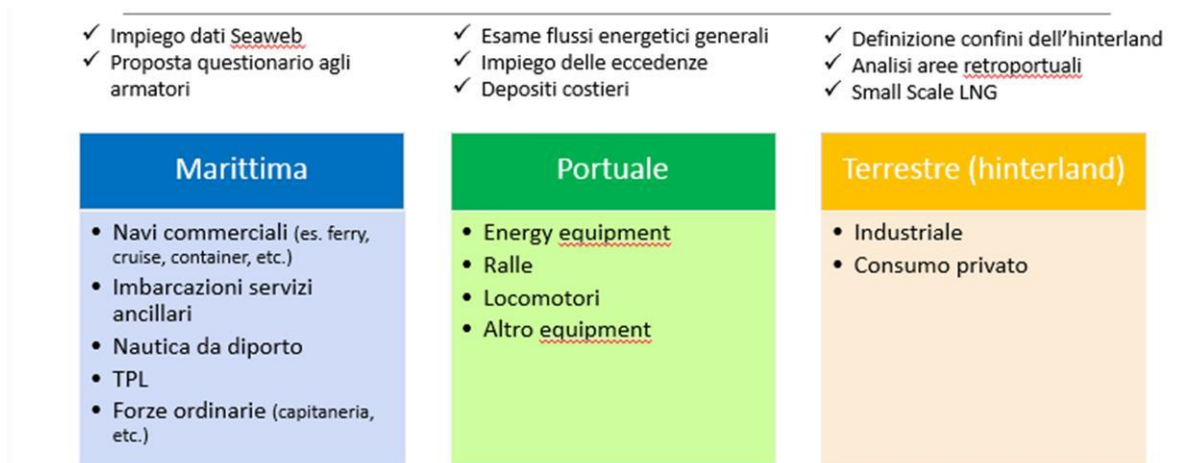 ✓ Impiego dati Seaweb
✓ Proposta questionario agli
armatori
✓ Esame flussi energetici generali
✓ Impiego delle eccedenze
✓ Depositi costieri
✓ Definizione confini dell'hinterland
✓ Analisi aree retroportuali
✓ Small Scale LNG
Marittima
• Navi commerciali (es. ferry,
cruise, container, etc.)
• Imbarcazioni servizi
ancillari
• Nautica da diporto
• TPL
• Forze ordinarie (capitaneria,
etc.)
Portuale
• Energy equipment
• Ralle
• Locomotori
• Altro equipment
Terrestre (hinterland)
• Industriale
• Consumo privato